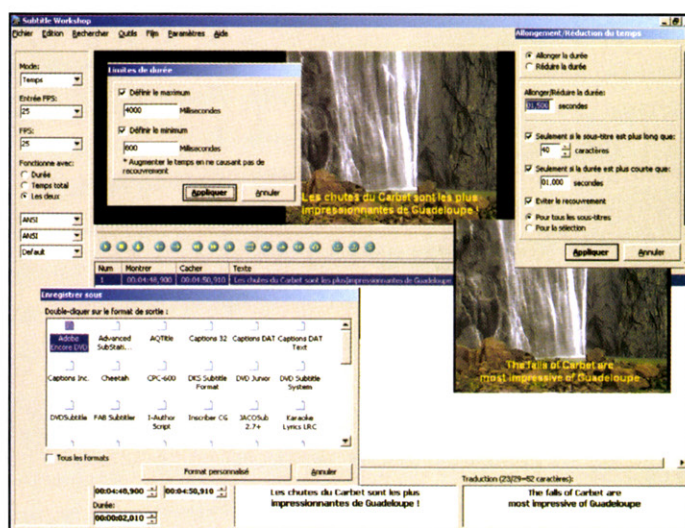 Subtitle Workshop
Fichier Edition Rechercher Outils Film Paramètres Aide
Mode:
Temps
Entrée FPS:
25
FPS:
25
Fonctionne avec:
Durée
Temps total
Les deux
ANSI
ANSI
Default
Limites de durée
Définir le maximum
4000 Millisecondes
Définir le minimum
600 Millisecondes
* Augmenter le temps en ne causant pas de
recouvrement
Appliquer Annuler
Les chutes du Carbet sont les plus
impressionnantes de Guadeloupe !
Allongement/Réduction du temps
Allonger la durée
Réduire la durée
Allonger/Réduire la durée:
01,500 secondes
Seulement si le sous-titre est plus long que:
40 caractères
Seulement si la durée est plus courte que:
01,000 secondes
Eviter le recouvrement
Pour tous les sous-titres
Pour la sélection
Appliquer Annuler
Num Montrer Cacher Texte
1 00:04:48,900 00:04:50,910 Les chutes du Carbet sont les plus|impressionnantes de Guadeloupe
The falls of Carbet are
most impressive of Guadeloupe
Enregistrer sous
Double-cliquer sur le format de sortie :
Adobe Encore DVD
Advanced SubStati...
AQTitle
Captions 32
Captions DAT
Captions DAT Text
Captions Inc.
Cheetah
CPC-600
DKS Subtitle Format
DVD Junior
DVD Subtitle System
DVDSubtitle
FAB Subtitler
I-Author Script
Inscriber CG
JACOSub 2.7+
Karaoke Lyrics LRC
Tous les formats
Format personnalisé Annuler
00:04:48,900 00:04:50,910
Durée:
00:00:02,010
Les chutes du Carbet sont les plus
impressionnantes de Guadeloupe !
Traduction (23/29=52 caractères):
The falls of Carbet are
most impressive of Guadeloupe